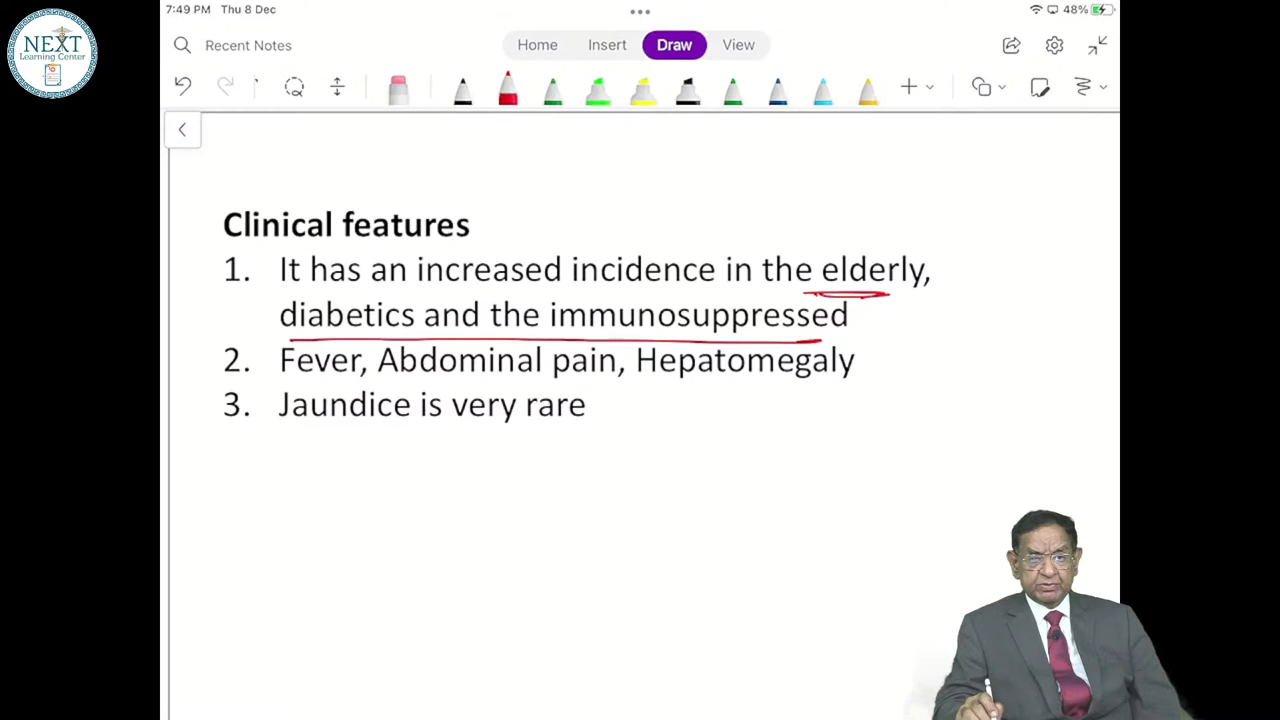 7:49 PM Thu 8 Dec
48%
NEXT
Learning Center
Recent Notes
Home Insert Draw View
Clinical features
1. It has an increased incidence in the elderly,
diabetics and the immunosuppressed
2. Fever, Abdominal pain, Hepatomegaly
3. Jaundice is very rare